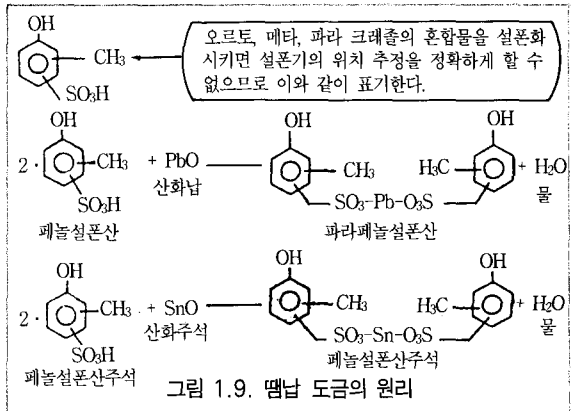 OH
CH₃
SO₃H
오르토, 메타, 파라 크래졸의 혼합물을 설폰화
시키면 설폰기의 위치 추정을 정확하게 할 수
없으므로 이와 같이 표기한다.
OH
2· CH₃ + PbO
산화납
SO₃H
페놀설폰산
OH
CH₃
SO₃-Pb-O₃S
OH
H₃C
+ H₂O
물
파라페놀설폰산
OH
2· CH₃ + SnO
산화주석
SO₃H
페놀설폰산주석
OH
CH₃
SO₃-Sn-O₃S
OH
H₃C
+ H₂O
물
페놀설폰산주석
그림 1.9. 땜납 도금의 원리